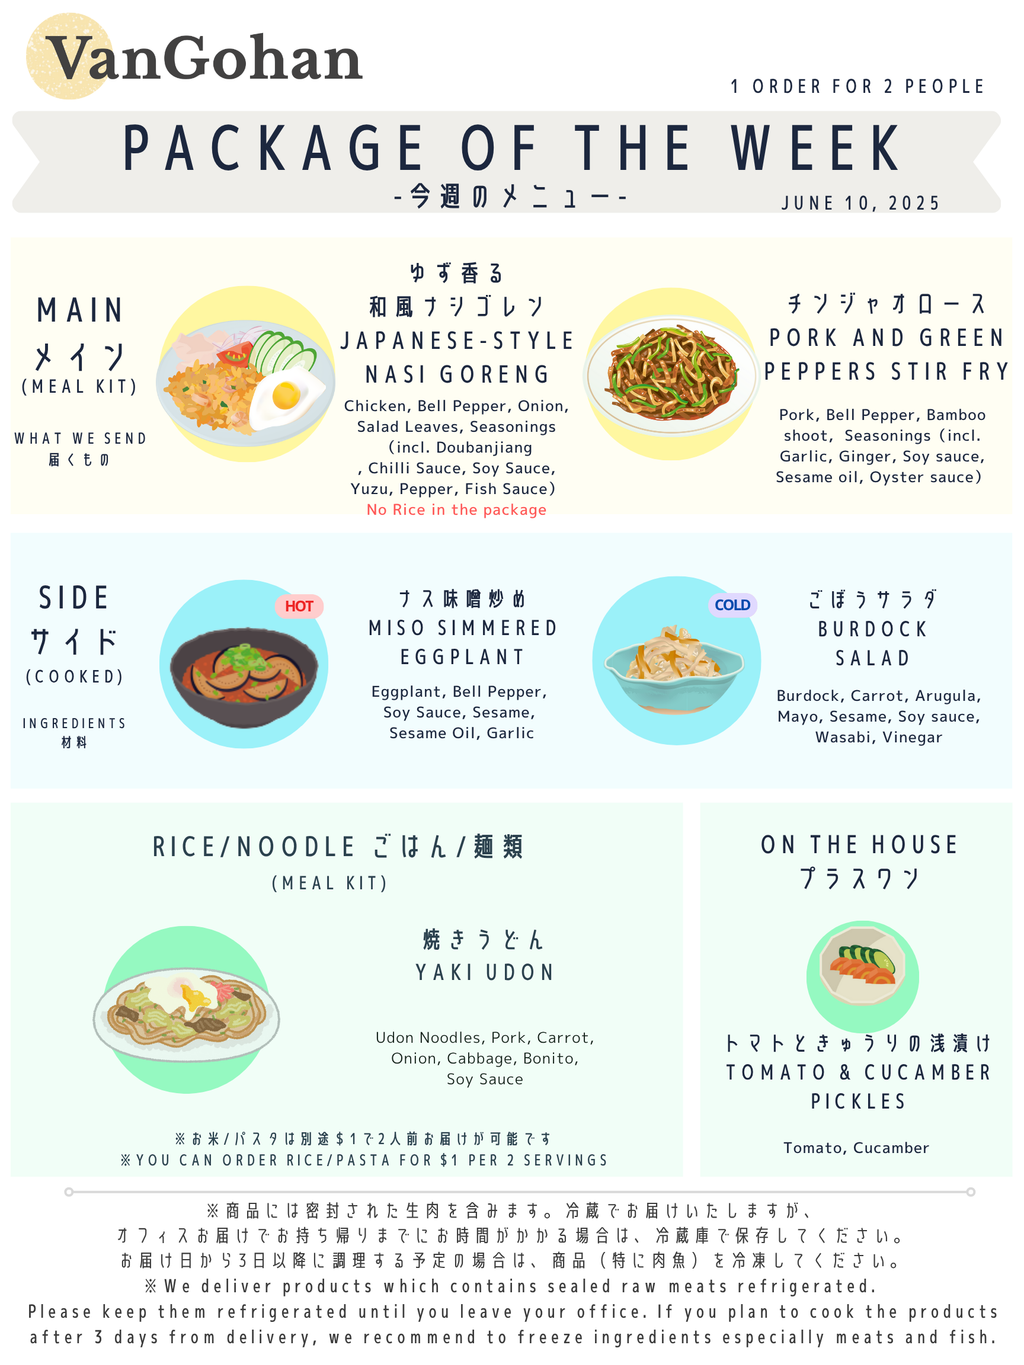 VanGohan
1 ORDER FOR 2 PEOPLE
PACKAGE OF THE WEEK
-今週のメニュー-
JUNE 10, 2025
MAIN
メイン
(MEAL KIT)
WHAT WE SEND
届くもの
ゆず香る
和風ナシゴレン
JAPANESE-STYLE
NASI GORENG
Chicken, Bell Pepper, Onion,
Salad Leaves, Seasonings
(incl. Doubanjiang
, Chilli Sauce, Soy Sauce,
Yuzu, Pepper, Fish Sauce)
No Rice in the package
チンジャオロース
PORK AND GREEN
PEPPERS STIR FRY
Pork, Bell Pepper, Bamboo
shoot, Seasonings (incl.
Garlic, Ginger, Soy sauce,
Sesame oil, Oyster sauce)
SIDE
サイド
(COOKED)
INGREDIENTS
材料
HOT
ナス味噌炒め
MISO SIMMERED
EGGPLANT
Eggplant, Bell Pepper,
Soy Sauce, Sesame,
Sesame Oil, Garlic
COLD
ごぼうサラダ
BURDOCK
SALAD
Burdock, Carrot, Arugula,
Mayo, Sesame, Soy sauce,
Wasabi, Vinegar
RICE/NOODLE ごはん/麺類
(MEAL KIT)
焼きうどん
YAKI UDON
Udon Noodles, Pork, Carrot,
Onion, Cabbage, Bonito,
Soy Sauce
※お米/パスタは別途$1で2人前お届けが可能です
※YOU CAN ORDER RICE/PASTA FOR $1 PER 2 SERVINGS
ON THE HOUSE
プラスワン
トマトときゅうりの浅漬け
TOMATO & CUCAMBER
PICKLES
Tomato, Cucamber
※商品には密封された生肉を含みます。冷蔵でお届けいたしますが、
オフィスお届けでお持ち帰りまでにお時間がかかる場合は、冷蔵庫で保存してください。
お届け日から3日以降に調理する予定の場合は、商品（特に肉魚）を冷凍してください。
※We deliver products which contains sealed raw meats refrigerated.
Please keep them refrigerated until you leave your office. If you plan to cook the products
after 3 days from delivery, we recommend to freeze ingredients especially meats and fish.